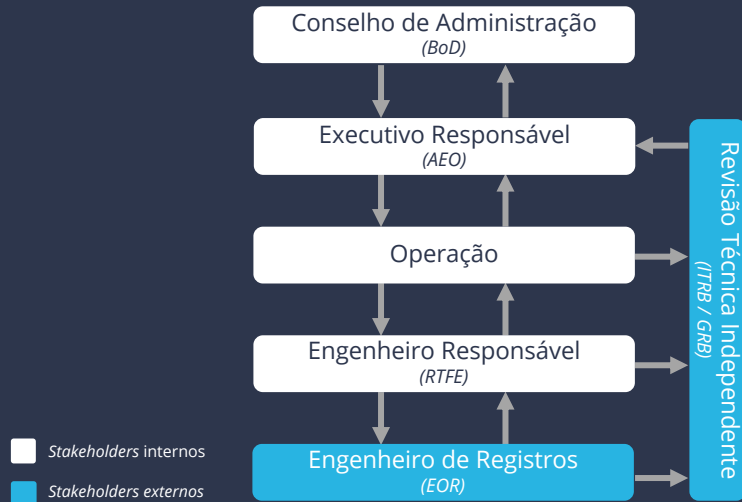 Conselho de Administração
(BoD)
Executivo Responsável
(AEO)
Operação
Engenheiro Responsável
(RTFE)
Engenheiro de Registros
(EOR)
Revisão Técnica Independente
(ITRB / GRB)
Stakeholders internos
Stakeholders externos